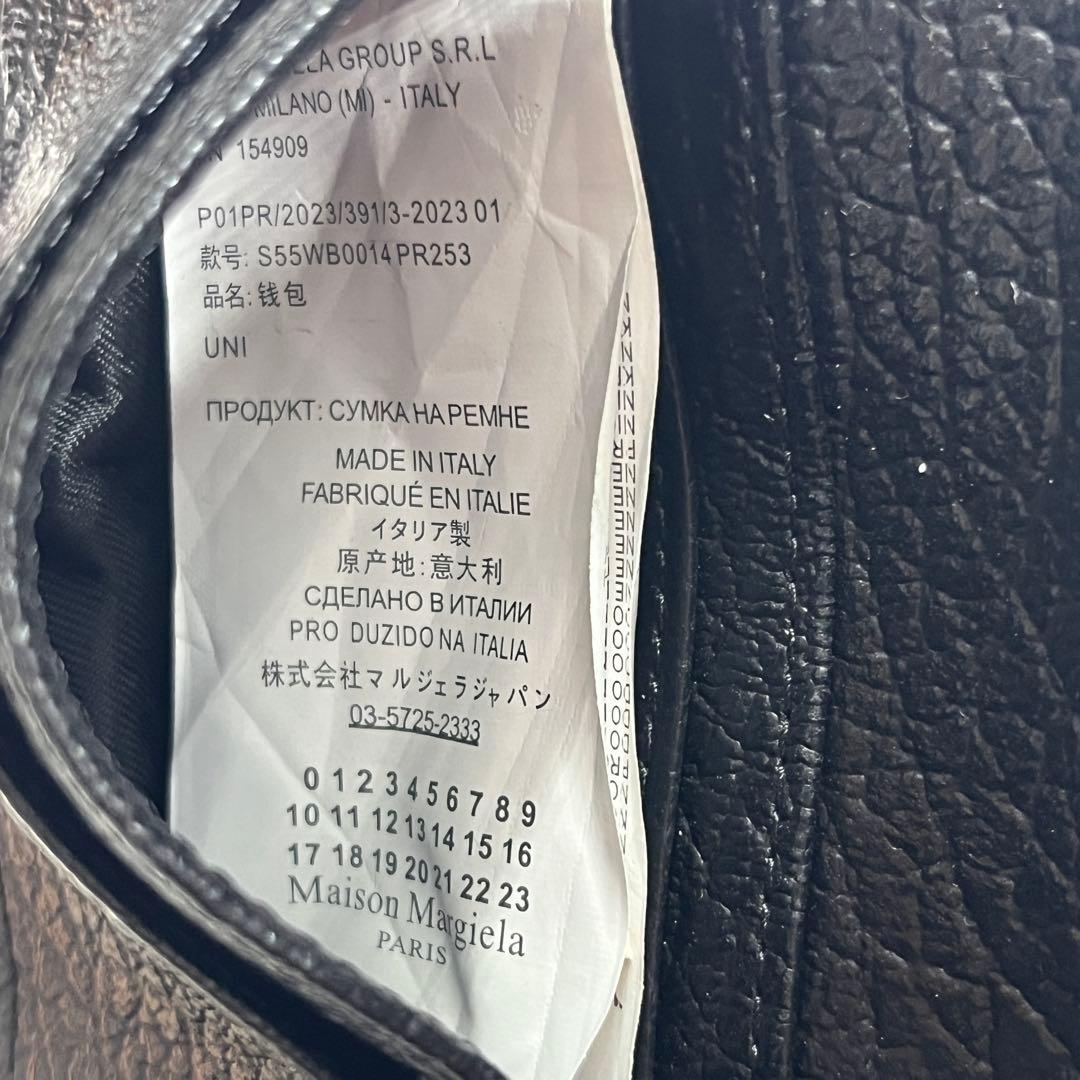 GROUP S.R.L
MILANO (MI) - ITALY
154909
P01PR/2023/391/3-2023 01
款号: S55WB0014 PR253
品名: 钱包
UNI
ПРОДУКТ: СУМКА НА РЕМНЕ
MADE IN ITALY
FABRIQUÉ EN ITALIE
イタリア製
原产地: 意大利
СДЕЛАНО В ИТАЛИИ
PRO DUZIDO NA ITALIA
株式会社マルジェラジャパン
03-5725-2333
0 1 2 3 4 5 6 7 8 9
10 11 12 13 14 15 16
17 18 19 20 21 22 23
Maison Margiela
PARIS